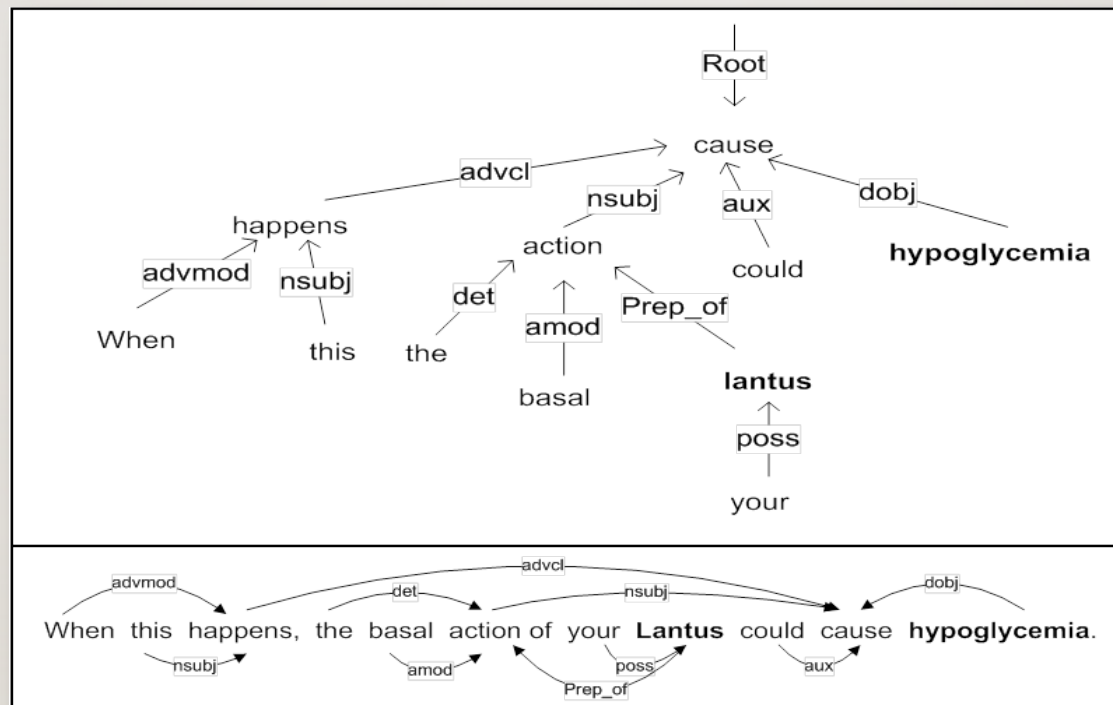 Root
cause
advcl
nsubj
aux
dobj
happens
action
could
hypoglycemia
advmod
nsubj
det
amod
Prep_of
When
this
the
basal
lantus
poss
your
advcl
advmod
det
nsubj
dobj
When this happens, the basal action of your Lantus could cause hypoglycemia.
nsubj
amod
poss
aux
Prep_of